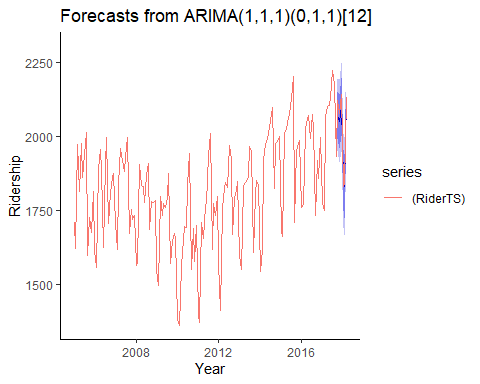 Forecasts from ARIMA(1,1,1)(0,1,1)[12]
2250
2000
1750
1500
Ridership
2008
2012
2016
Year
series
(RiderTS)